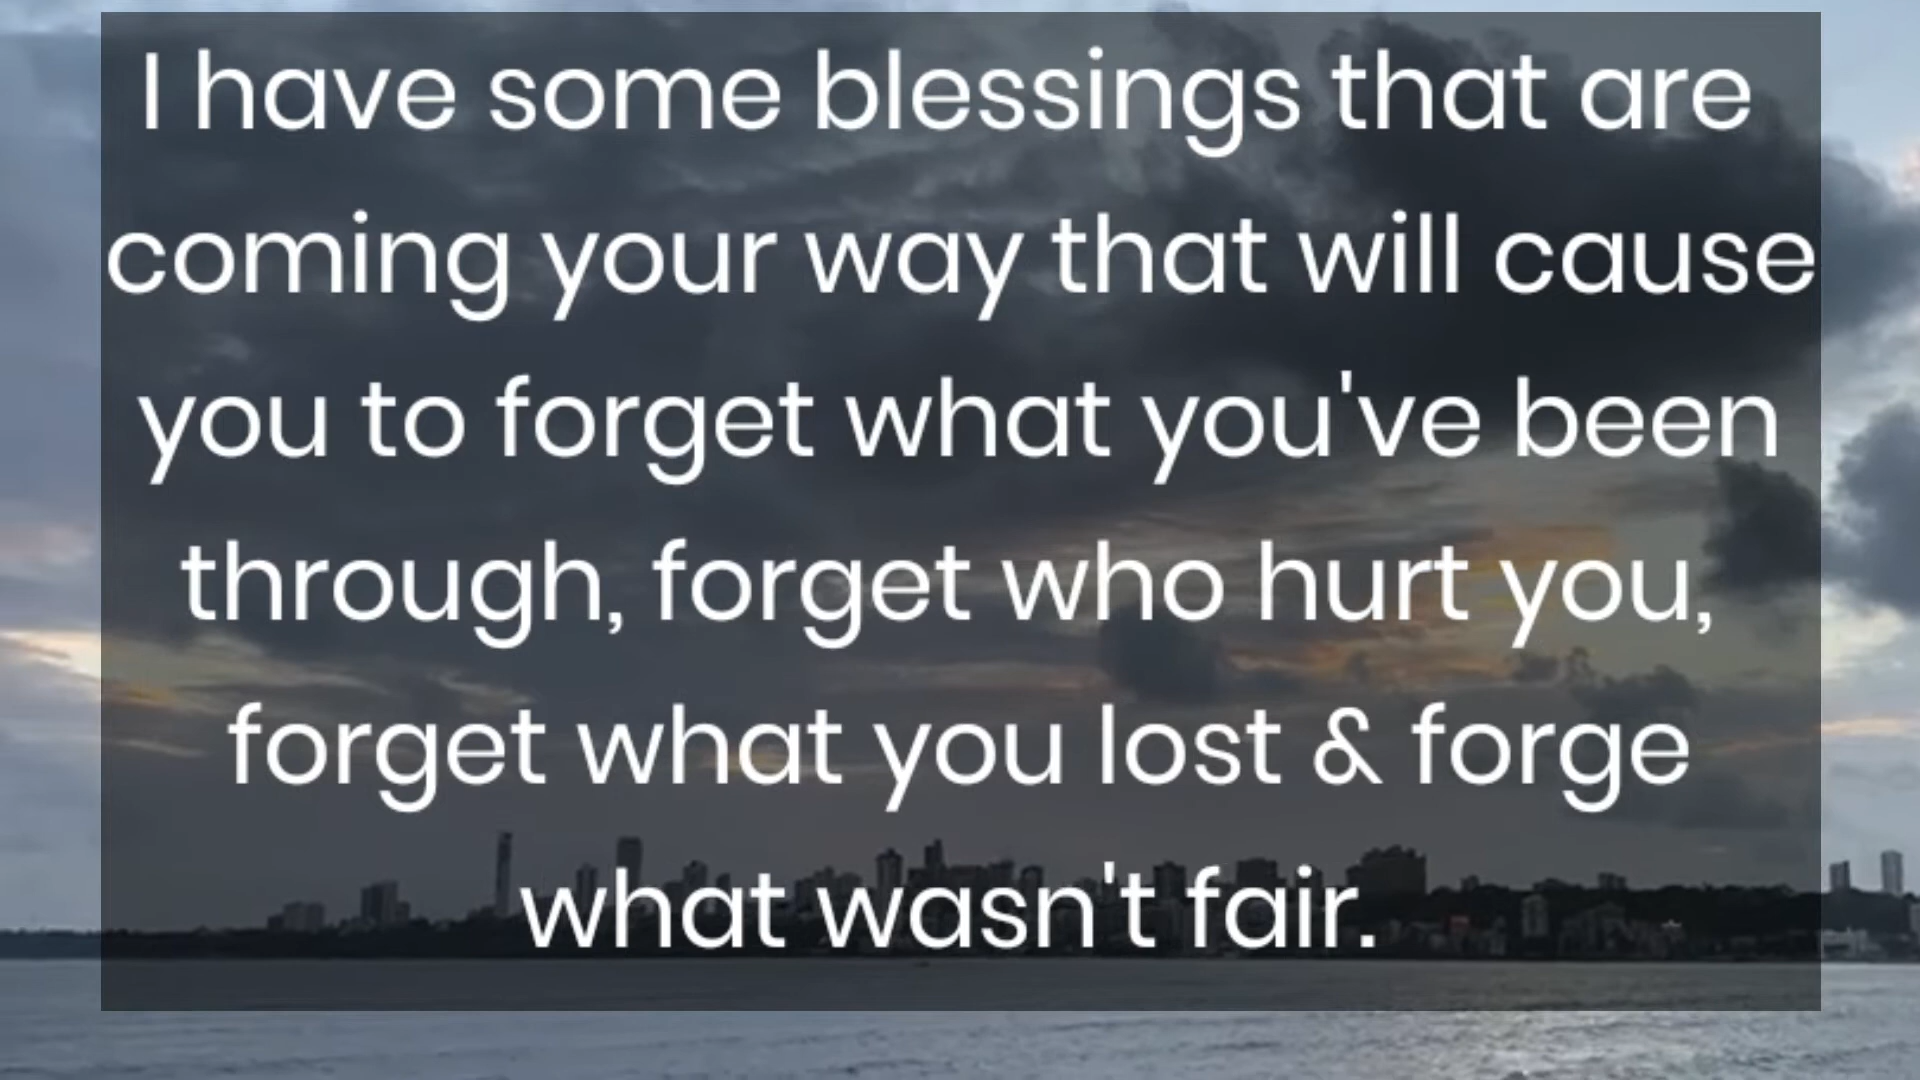 I have some blessings that are
coming your way that will cause
you to forget what you've been
through, forget who hurt you,
forget what you lost & forge
what wasn't fair.